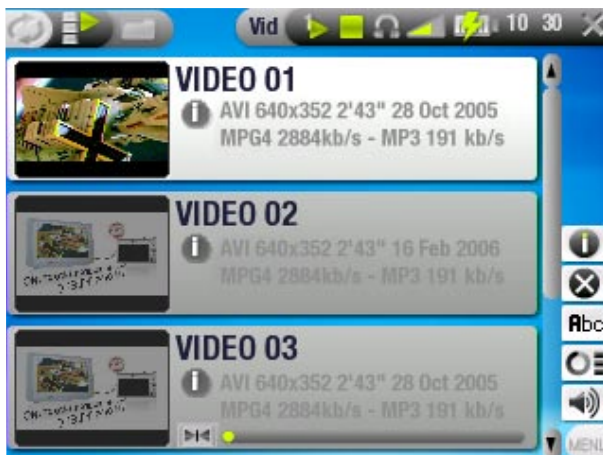 Vid 10 30
VIDEO 01
AVI 640x352 2'43" 28 Oct 2005
MPG4 2884kb/s - MP3 191 kb/s
VIDEO 02
AVI 640x352 2'43" 16 Feb 2006
MPG4 2884kb/s - MP3 191 kb/s
VIDEO 03
AVI 640x352 2'43" 28 Oct 2005
MPG4 2884kb/s - MP3 191 kb/s
Abc
MENU